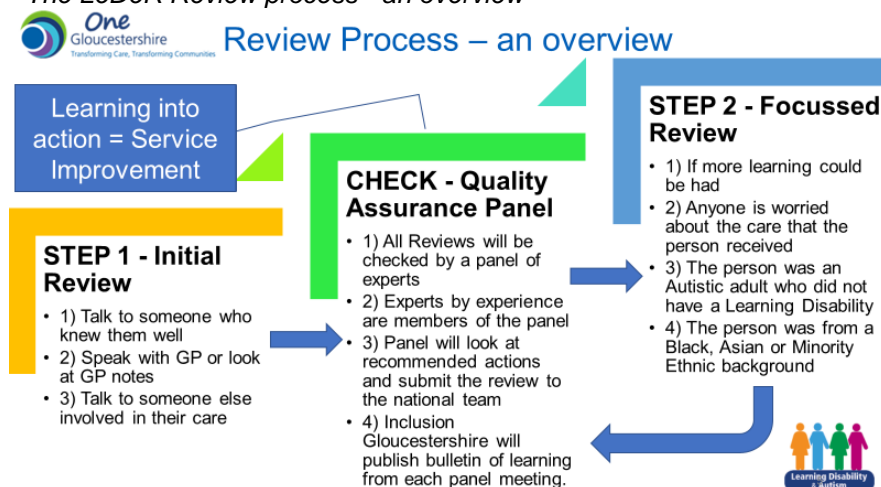 The LeDeR Review process - an overview
One
Gloucestershire
Transforming Care, Transforming Communities
Review Process – an overview
Learning into
action = Service
Improvement
STEP 1 - Initial
Review
• 1) Talk to someone who
knew them well
• 2) Speak with GP or look
at GP notes
• 3) Talk to someone else
involved in their care
CHECK - Quality
Assurance Panel
• 1) All Reviews will be
checked by a panel of
experts
• 2) Experts by experience
are members of the panel
• 3) Panel will look at
recommended actions
and submit the review to
the national team
• 4) Inclusion
Gloucestershire will
publish bulletin of learning
from each panel meeting.
STEP 2 - Focussed
Review
• 1) If more learning could
be had
• 2) Anyone is worried
about the care that the
person received
• 3) The person was an
Autistic adult who did not
have a Learning Disability
• 4) The person was from a
Black, Asian or Minority
Ethnic background
Learning Disability
& Autism